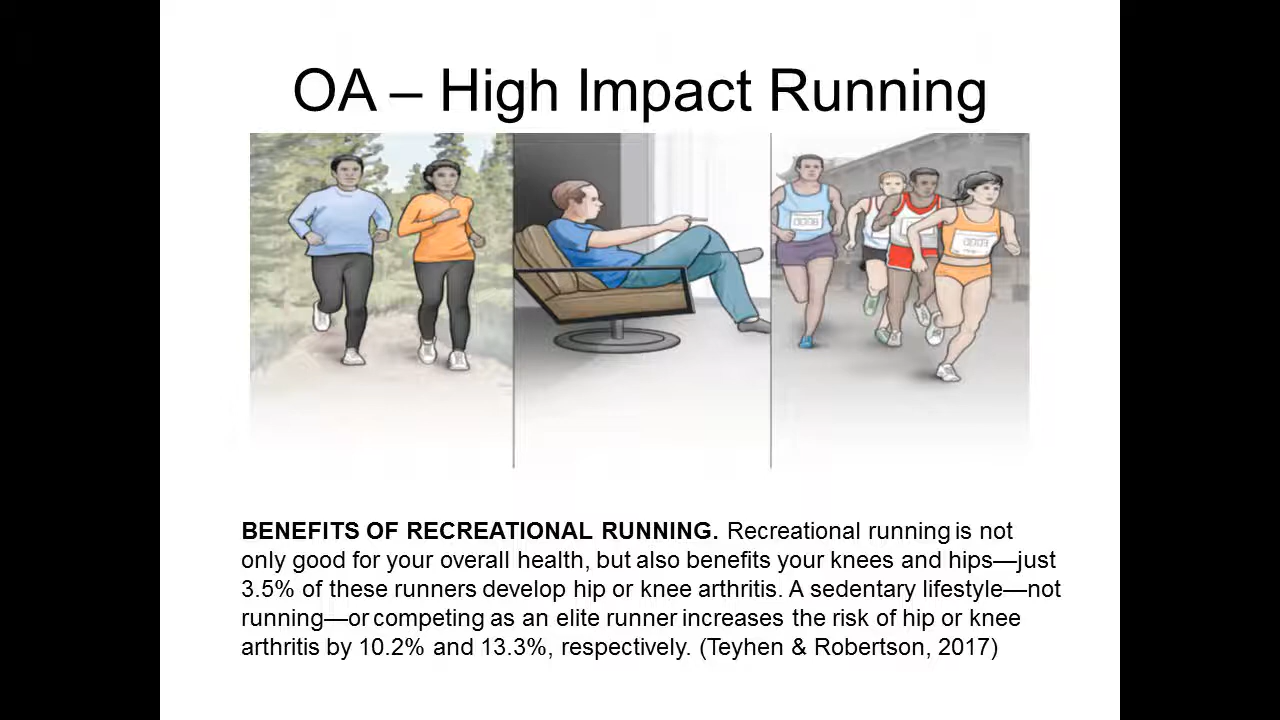 OA – High Impact Running
BENEFITS OF RECREATIONAL RUNNING. Recreational running is not
only good for your overall health, but also benefits your knees and hips—just
3.5% of these runners develop hip or knee arthritis. A sedentary lifestyle—not
running—or competing as an elite runner increases the risk of hip or knee
arthritis by 10.2% and 13.3%, respectively. (Teyhen & Robertson, 2017)